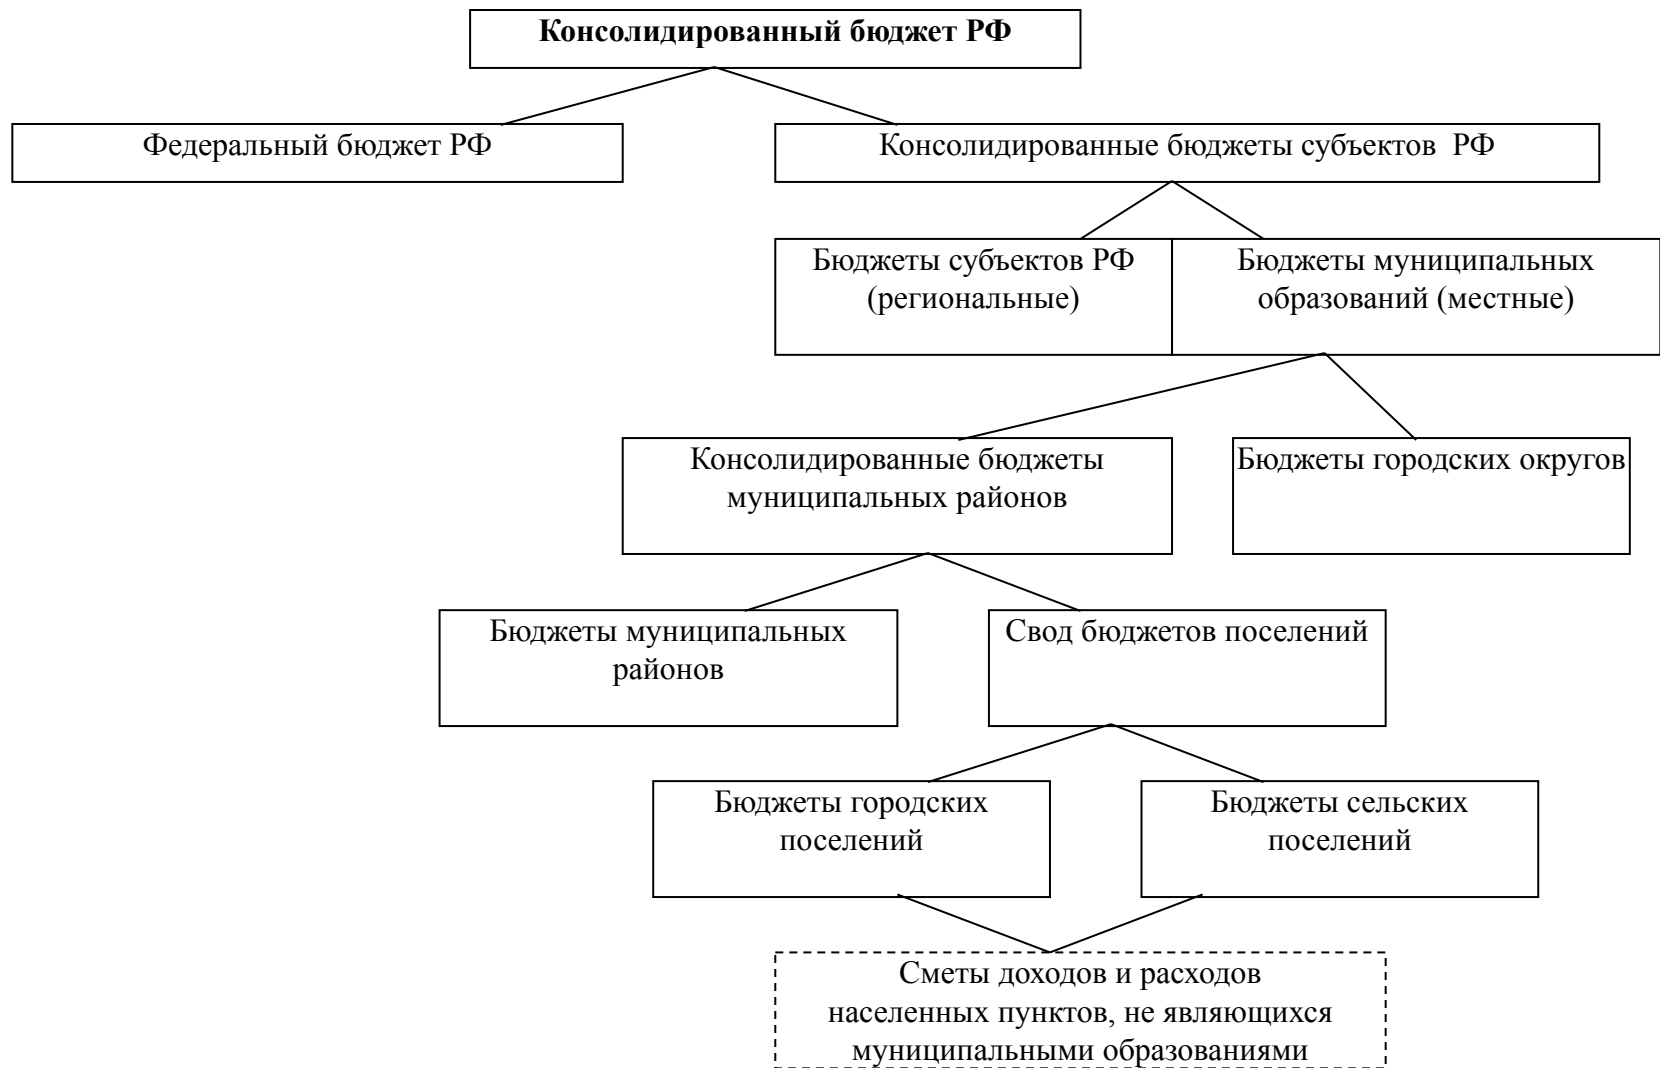 Консолидированный бюджет РФ
Федеральный бюджет РФ
Консолидированные бюджеты субъектов РФ
Бюджеты субъектов РФ
(региональные)
Бюджеты муниципальных
образований (местные)
Консолидированные бюджеты
муниципальных районов
Бюджеты городских округов
Бюджеты муниципальных
районов
Свод бюджетов поселений
Бюджеты городских
поселений
Бюджеты сельских
поселений
Сметы доходов и расходов
населенных пунктов, не являющихся
муниципальными образованиями